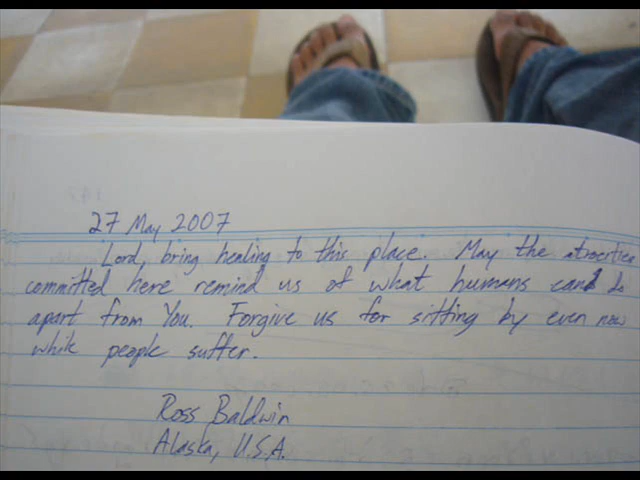 27 May 2007
Lord, bring healing to this place. May the atrocities
committed here remind us of what humans can do
apart from You. Forgive us for sitting by even now
while people suffer.
Ross Baldwin
Alaska, U.S.A.